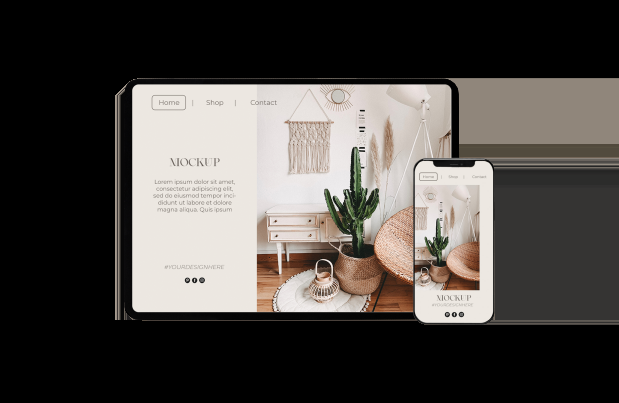 Home | Shop | Contact
MOCKUP
Lorem ipsum dolor sit amet,
consectetur adipiscing elit,
sed do eiusmod tempor inci-
didunt ut labore et dolore
magna aliqua. Quis ipsum
#YOURDESIGNHERE
Home | Shop | Contact
MOCKUP
#YOURDESIGNHERE